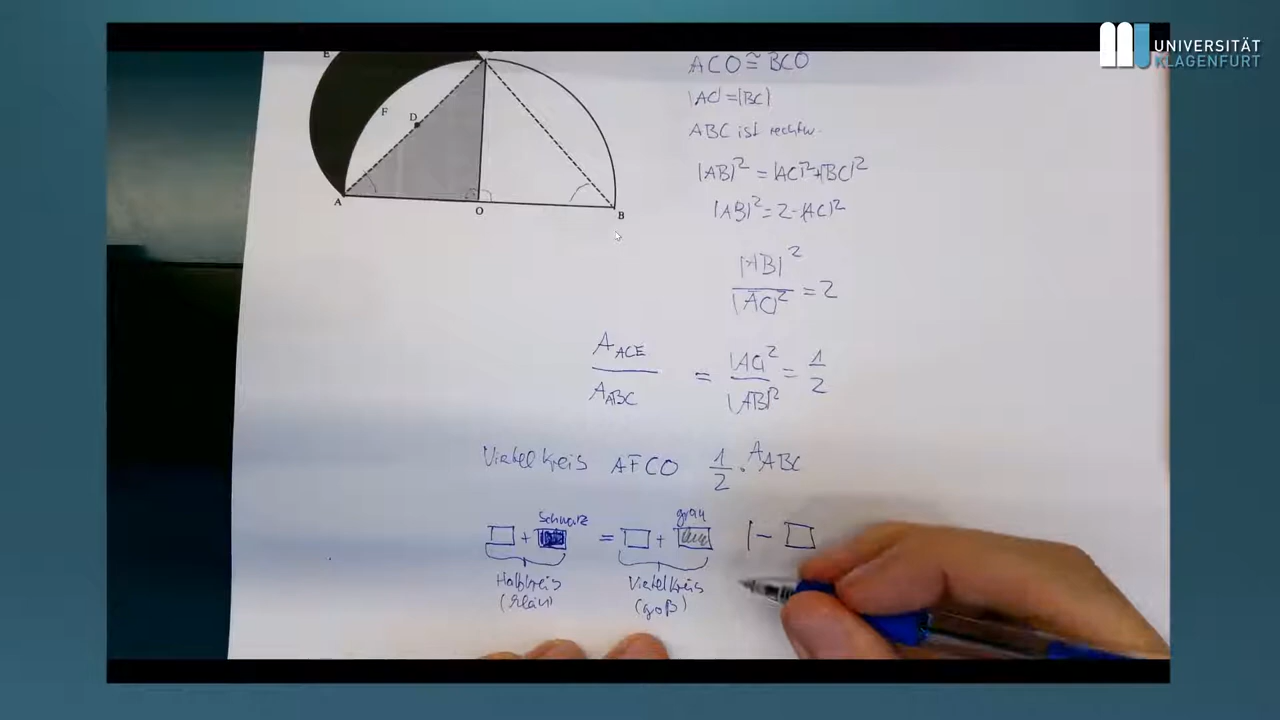 UNIVERSITÄT
KLAGENFURT
E
F
D
A
O
B
ACO ≅ BCO
|AC| = |BC|
ABC ist rechtw.
|AB|² = |AC|² + |BC|²
|AB|² = 2·|AC|²
|AB|² / |AC|² = 2
A_ACE / A_ABC = |AC|² / |AB|² = 1/2
Viertelkreis AFCO 1/2 · A_ABC
Schwarz grau
□ + ■ = □ + □ |- □
Halbkreis Viertelkreis
(klein) (groß)